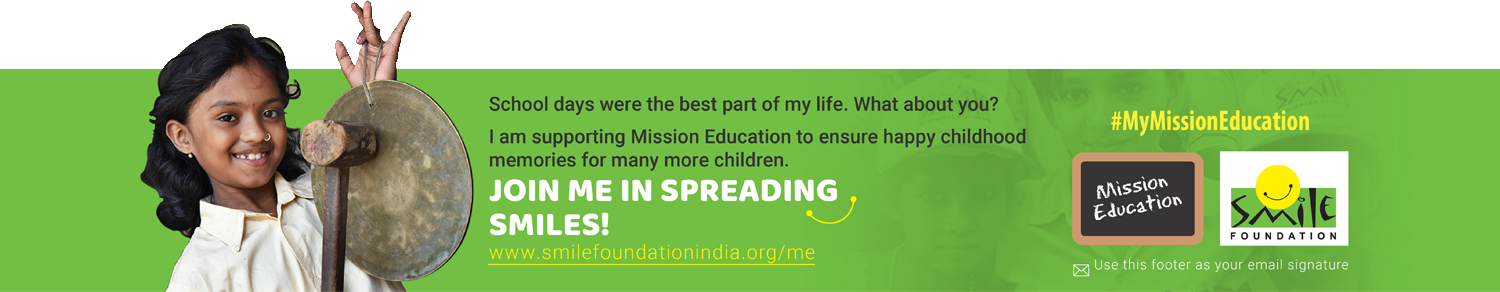 School days were the best part of my life. What about you?
I am supporting Mission Education to ensure happy childhood
memories for many more children.
JOIN ME IN SPREADING
SMILES!
www.smilefoundationindia.org/me
#MyMissionEducation
Mission
Education
SMILE
FOUNDATION
Use this footer as your email signature